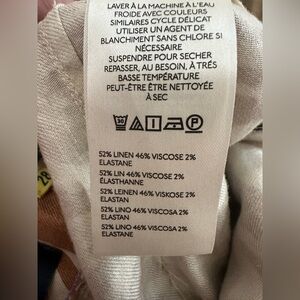 LAVER À LA MACHINE À L'EAU
FROIDE AVEC COULEURS
SIMILAIRES CYCLE DÉLICAT
UTILISER UN AGENT DE
BLANCHIMENT SANS CHLORE SI
NÉCESSAIRE
SUSPENDRE POUR SECHER
REPASSER, AU BESOIN, À TRÉS
BASSE TEMPÉRATURE
PEUT-ÊTRE ÊTRE NETTOYÉE
À SEC
30 P
52% LINEN 46% VISCOSE 2%
ELASTANE
52% LIN 46% VISCOSE 2%
ÉLASTHANNE
52% LEINEN 46% VISKOSE 2%
ELASTAN
52% LINO 46% VISCOSA 2%
ELASTAN
52% LINO 46% VISCOSA 2%
ELASTANE
28